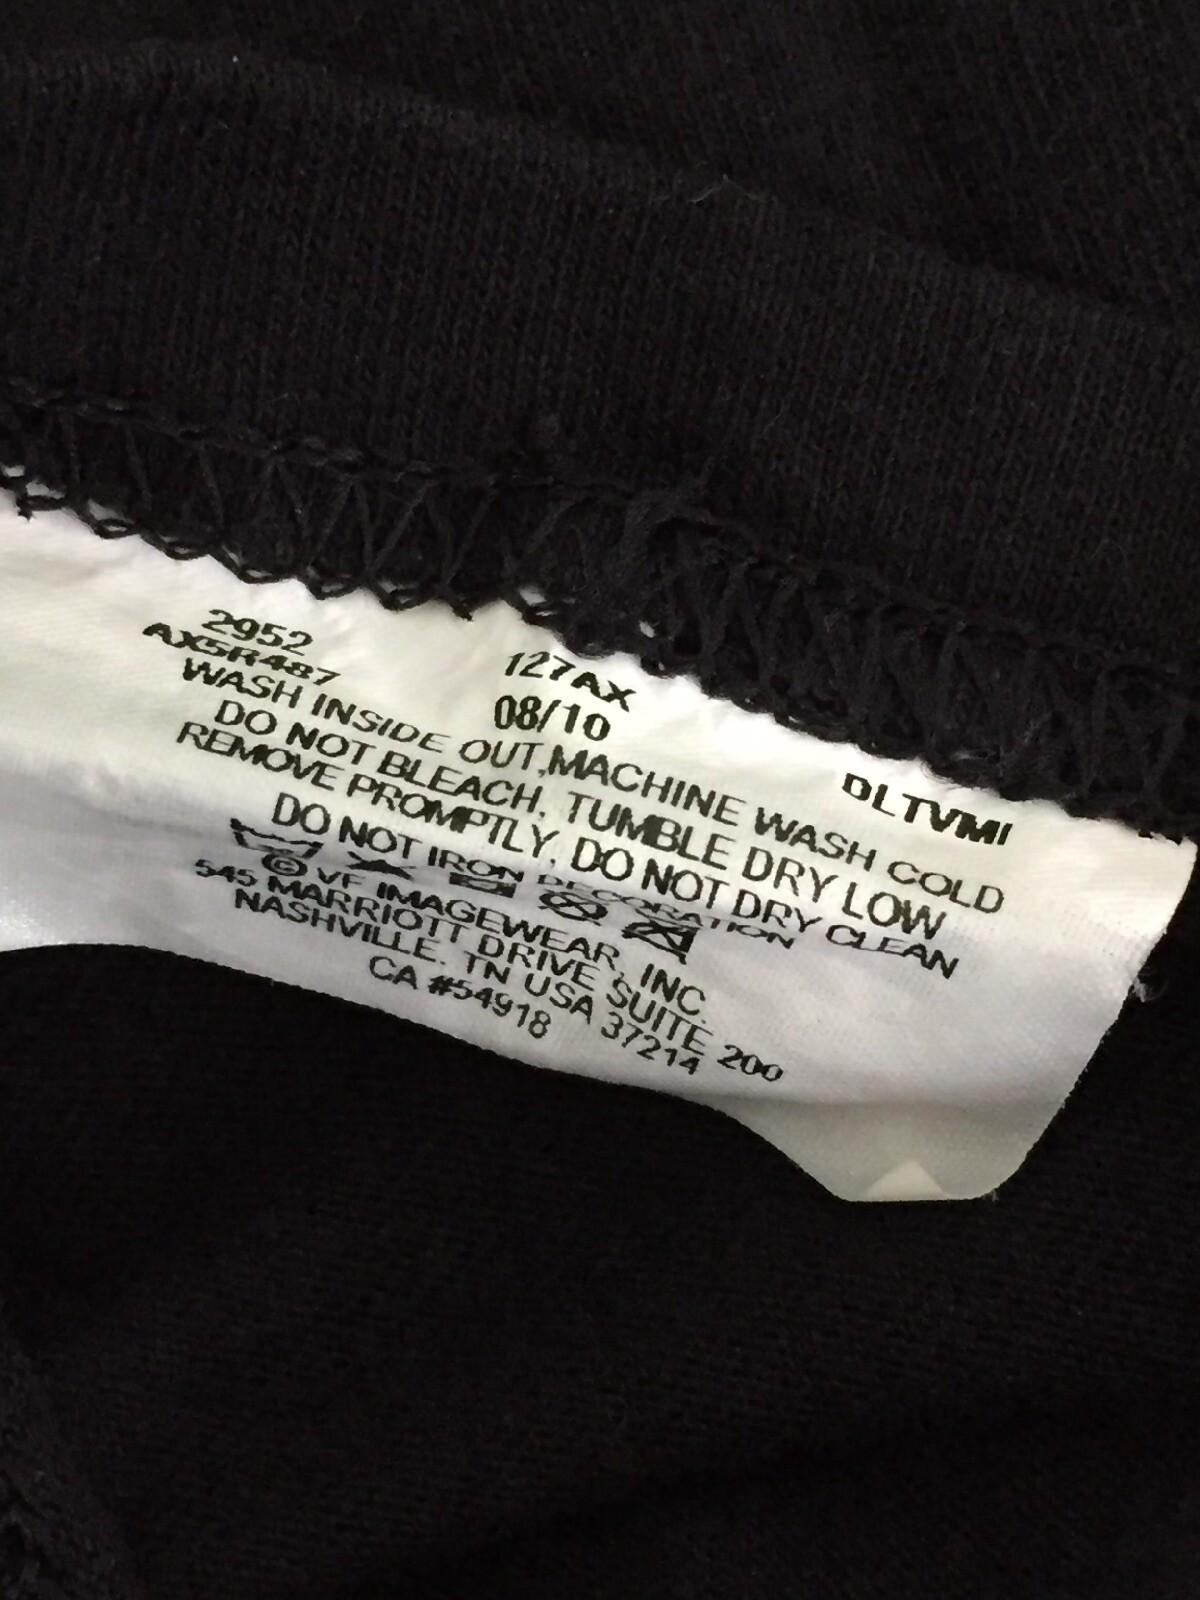 2952
127AX
AX5R487
08/10
DLTVMI
WASH INSIDE OUT,MACHINE WASH COLD
DO NOT BLEACH, TUMBLE DRY LOW
REMOVE PROMPTLY. DO NOT DRY CLEAN
DO NOT IRON DECORATION
© VF IMAGEWEAR, INC.
545 MARRIOTT DRIVE SUITE 200
NASHVILLE. TN USA 37214
CA #54918